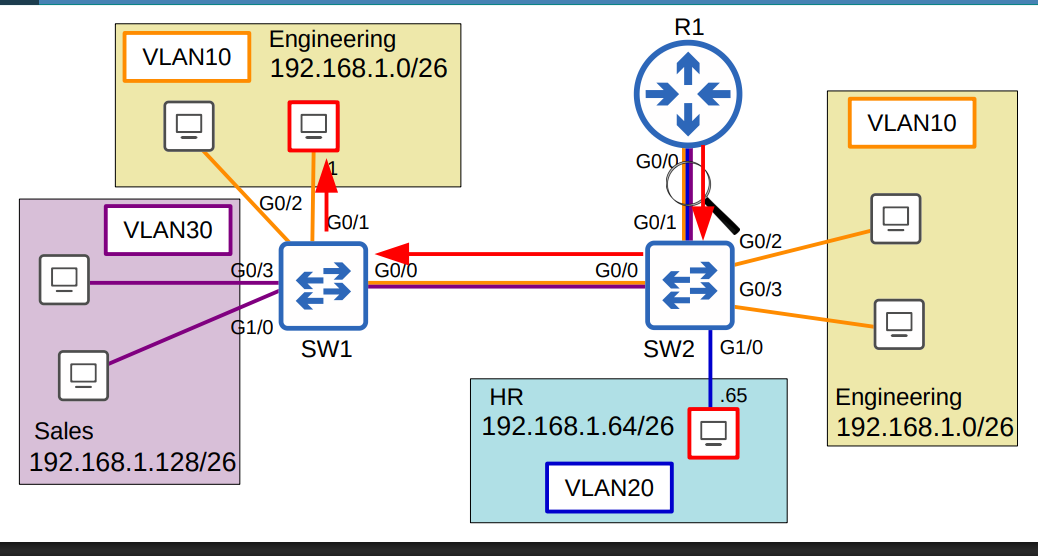 R1
Engineering
VLAN10
192.168.1.0/26
VLAN10
G0/0
1
G0/2
G0/1
G0/1
VLAN30
G0/2
G0/3
G0/0
G0/0
G0/3
G1/0
SW1
SW2
G1/0
HR
.65
Engineering
192.168.1.64/26
192.168.1.0/26
Sales
192.168.1.128/26
VLAN20